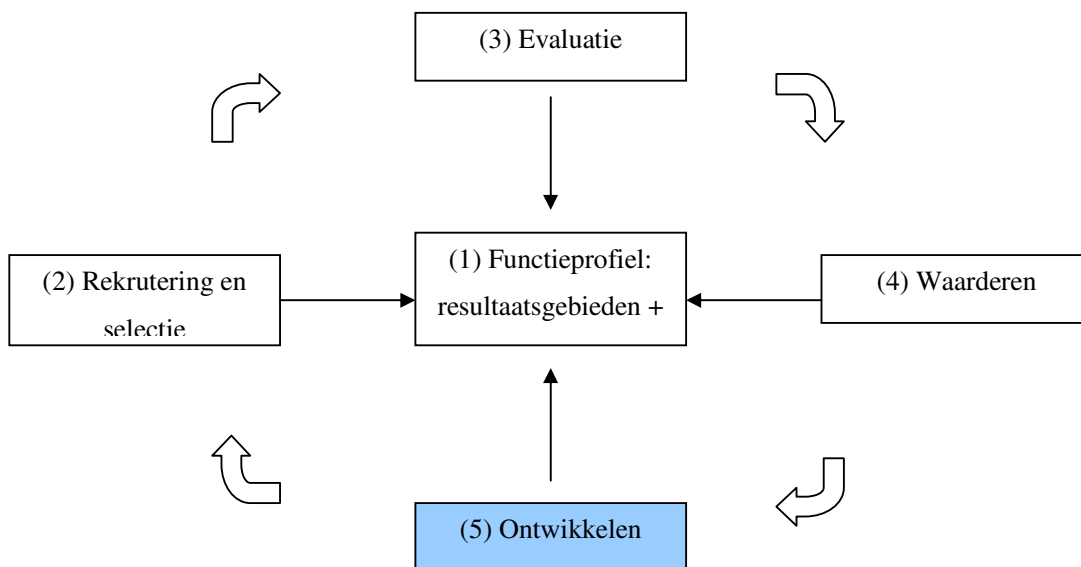 (3) Evaluatie
(1) Functieprofiel:
resultaatsgebieden +
(2) Rekrutering en
selectie
(4) Waarderen
(5) Ontwikkelen